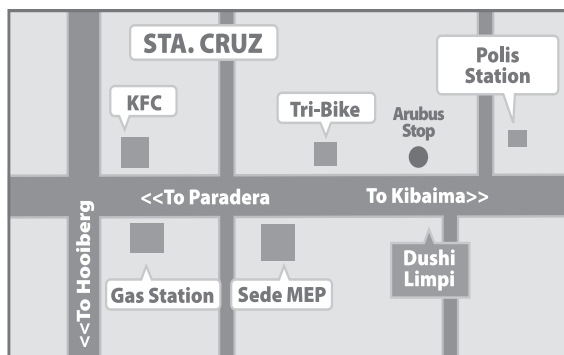 STA. CRUZ
Polis
Station
KFC
Tri-Bike
Arubus
Stop
<<To Paradera
To Kibaima>>
<<To Hooiberg
Gas Station
Sede MEP
Dushi
Limpi